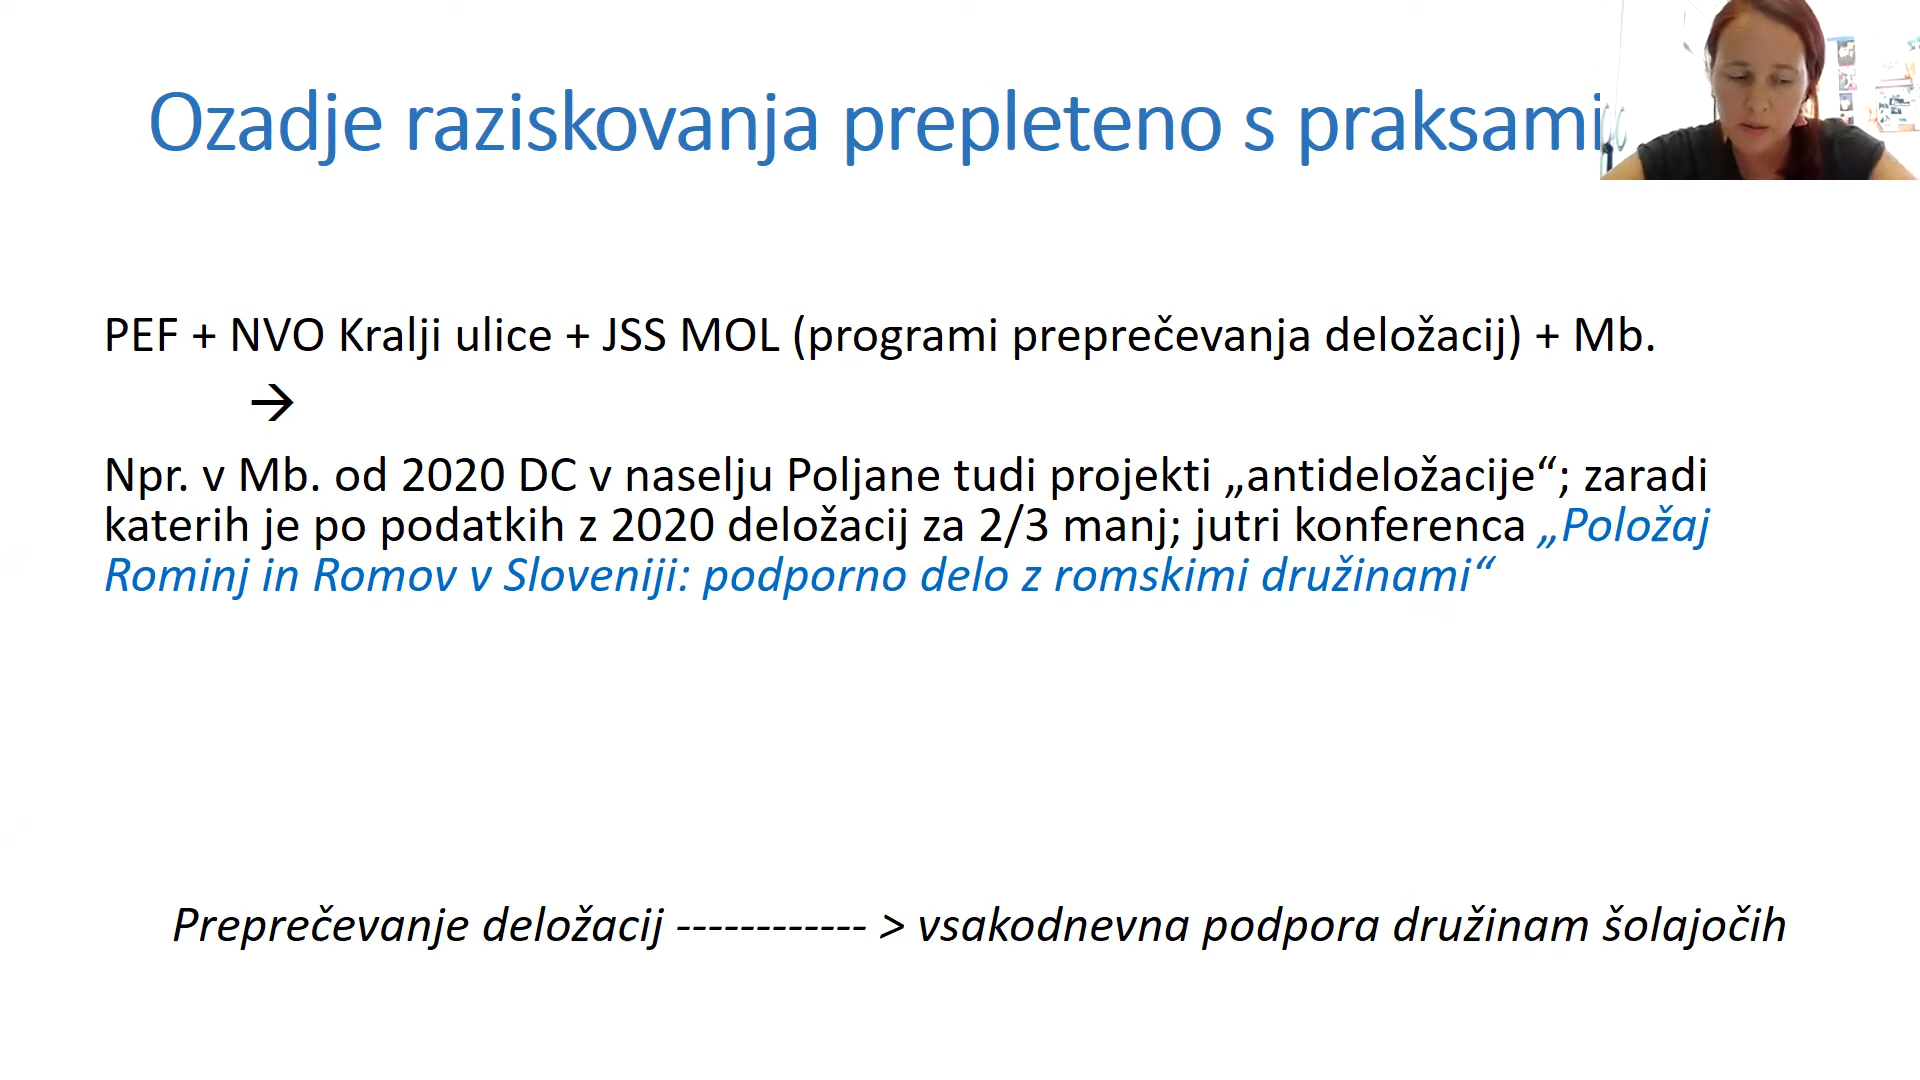 Ozadje raziskovanja prepleteno s praksami
PEF + NVO Kralji ulice + JSS MOL (programi preprečevanja deložacij) + Mb.
→
Npr. v Mb. od 2020 DC v naselju Poljane tudi projekti „antideložacije“; zaradi
katerih je po podatkih z 2020 deložacij za 2/3 manj; jutri konferenca „Položaj
Rominj in Romov v Sloveniji: podporno delo z romskimi družinami“
Preprečevanje deložacij ------------ > vsakodnevna podpora družinam šolajočih